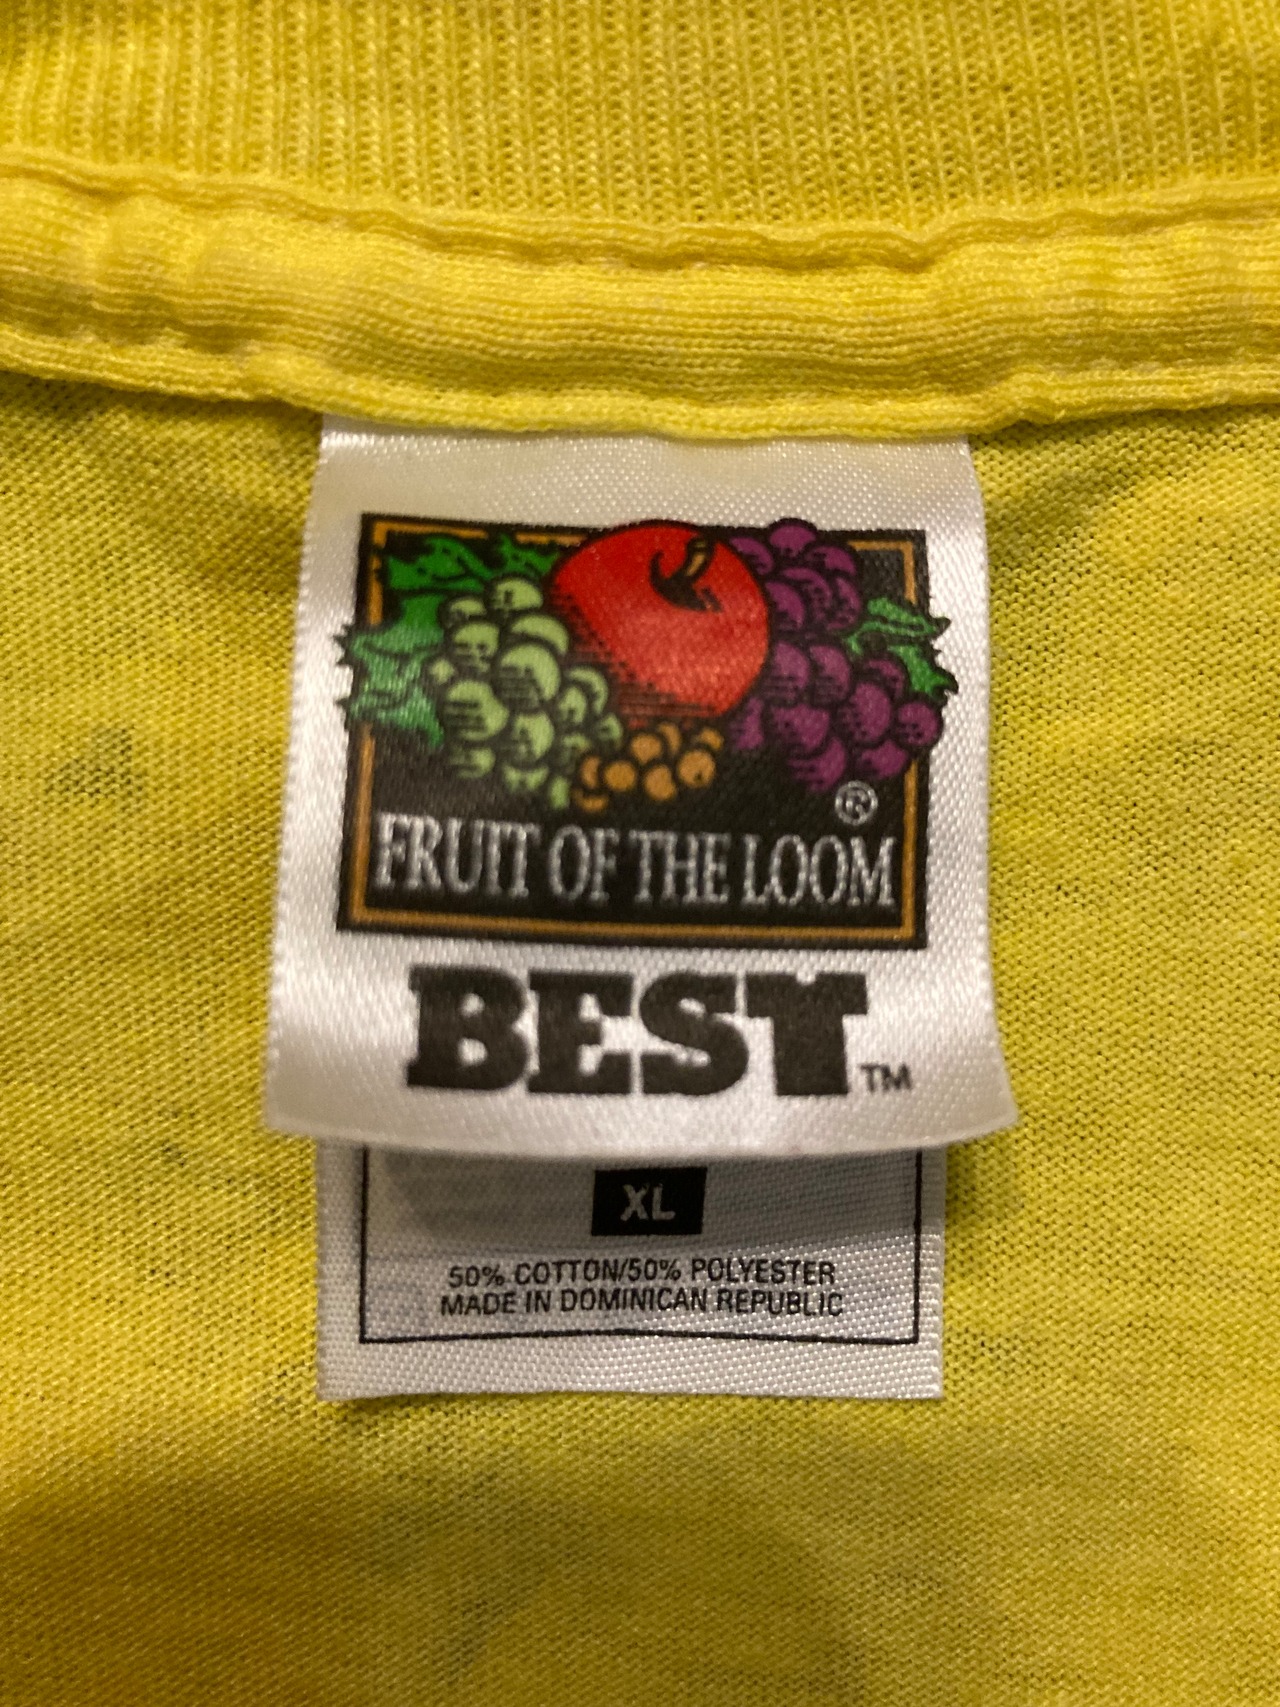 ®
FRUIT OF THE LOOM
BEST™
XL
50% COTTON/50% POLYESTER
MADE IN DOMINICAN REPUBLIC